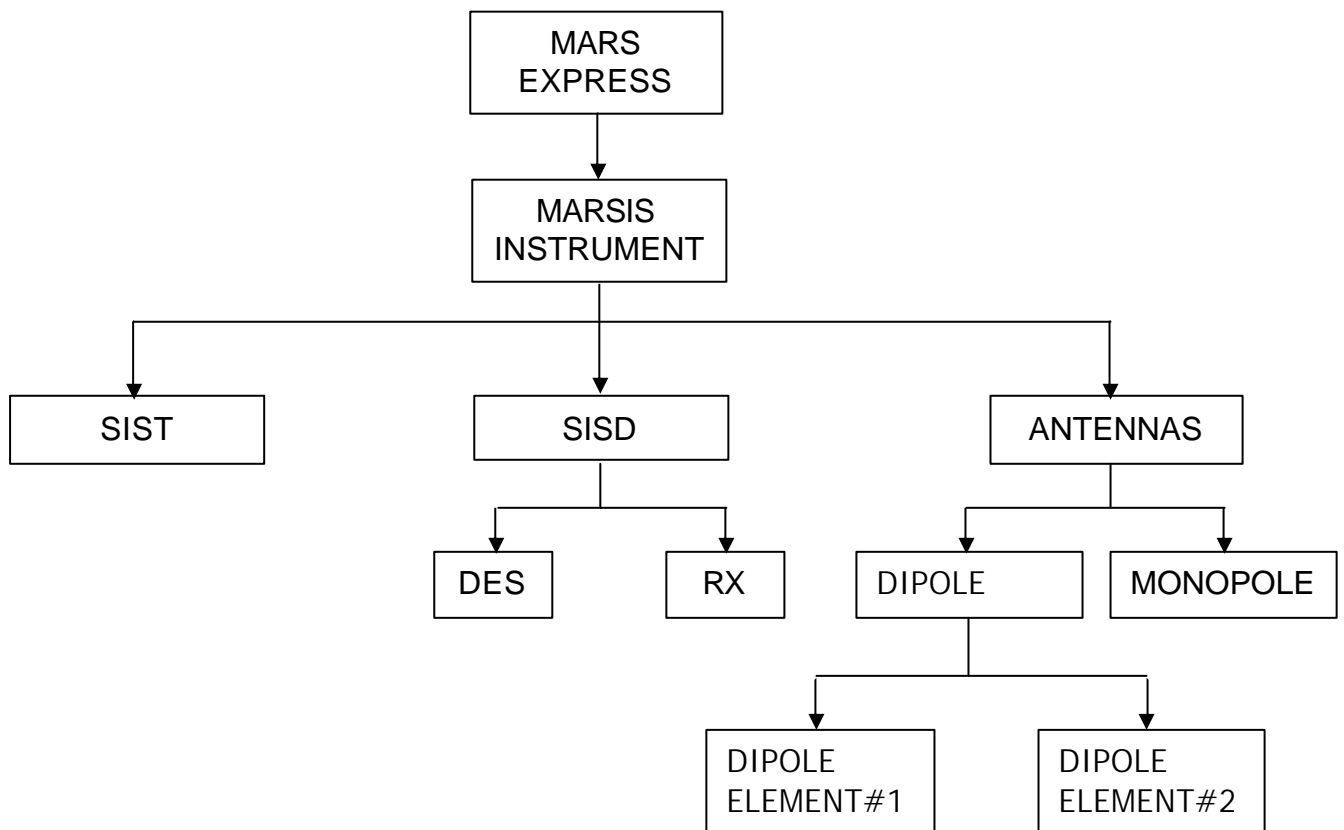 MARS
EXPRESS
MARSIS
INSTRUMENT
SIST
SISD
ANTENNAS
DES
RX
DIPOLE
MONOPOLE
DIPOLE
ELEMENT#1
DIPOLE
ELEMENT#2